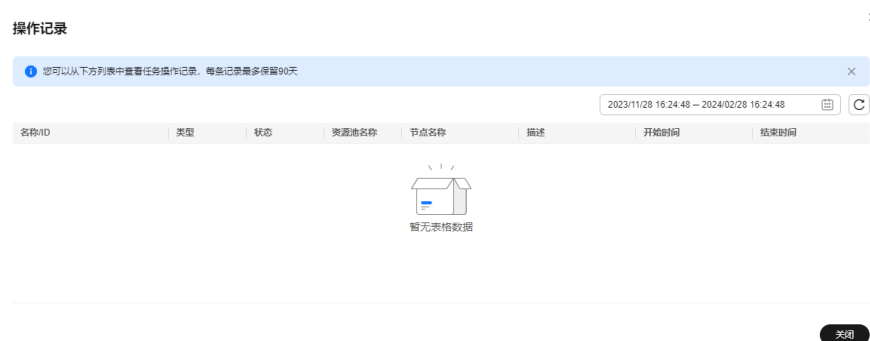 操作记录
您可以从下方列表中查看任务操作记录，每条记录最多保留90天
2023/11/28 16:24:48 — 2024/02/28 16:24:48
名称/ID 类型 状态 资源池名称 节点名称 描述 开始时间 结束时间
暂无表格数据
关闭